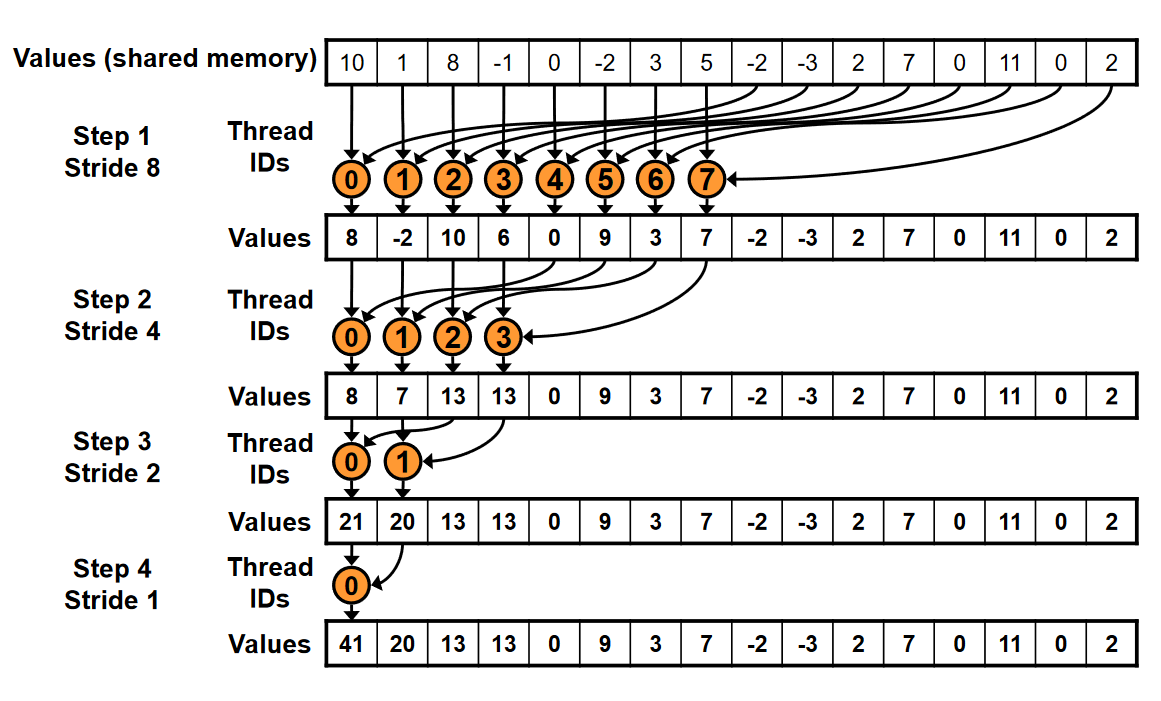 Values (shared memory) 10 1 8 -1 0 -2 3 5 -2 -3 2 7 0 11 0 2
Step 1
Stride 8
Thread
IDs
0 1 2 3 4 5 6 7
Values 8 -2 10 6 0 9 3 7 -2 -3 2 7 0 11 0 2
Step 2
Stride 4
Thread
IDs
0 1 2 3
Values 8 7 13 13 0 9 3 7 -2 -3 2 7 0 11 0 2
Step 3
Stride 2
Thread
IDs
0 1
Values 21 20 13 13 0 9 3 7 -2 -3 2 7 0 11 0 2
Step 4
Stride 1
Thread
IDs
0
Values 41 20 13 13 0 9 3 7 -2 -3 2 7 0 11 0 2